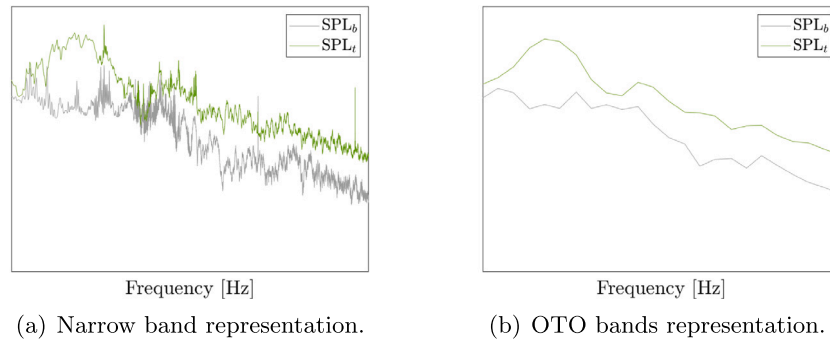 SPL_b
SPL_t
Frequency [Hz]
(a) Narrow band representation.
SPL_b
SPL_t
Frequency [Hz]
(b) OTO bands representation.